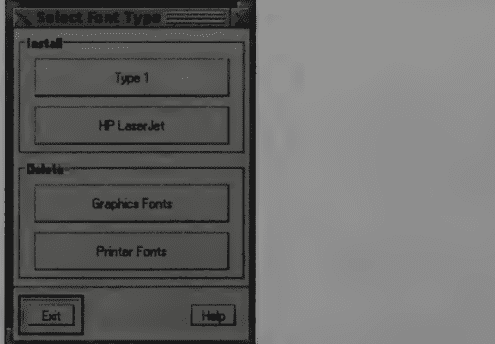 Select Font Type
Install
Type 1
HP LaserJet
Delete
Graphics Fonts
Printer Fonts
Exit
Help